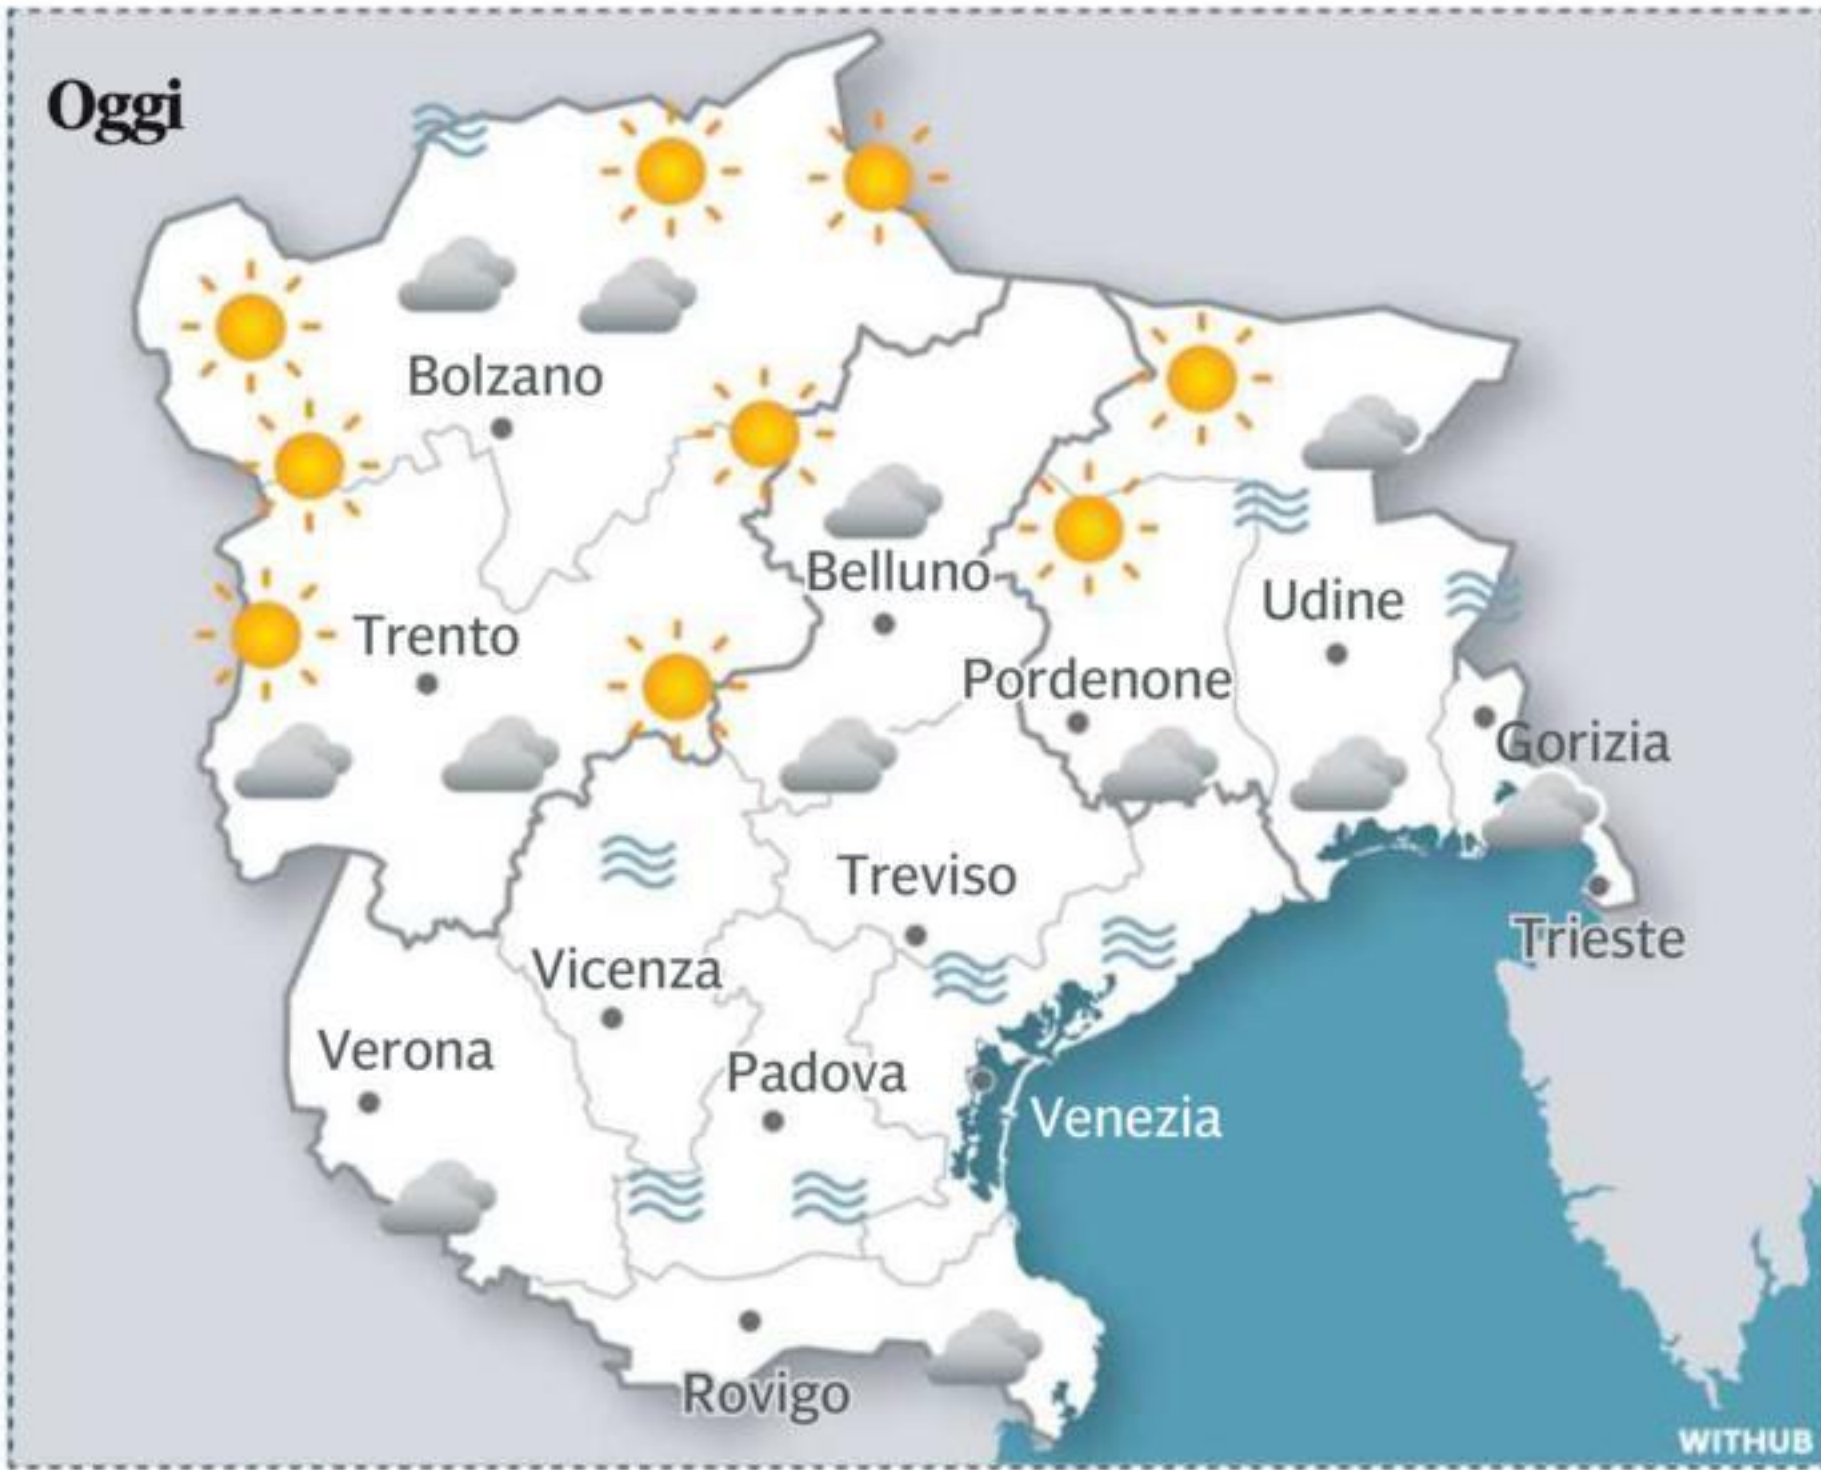 Oggi
Bolzano
Belluno
Udine
Trento
Pordenone
Gorizia
Treviso
Trieste
Vicenza
Verona
Padova
Venezia
Rovigo
WITHUB